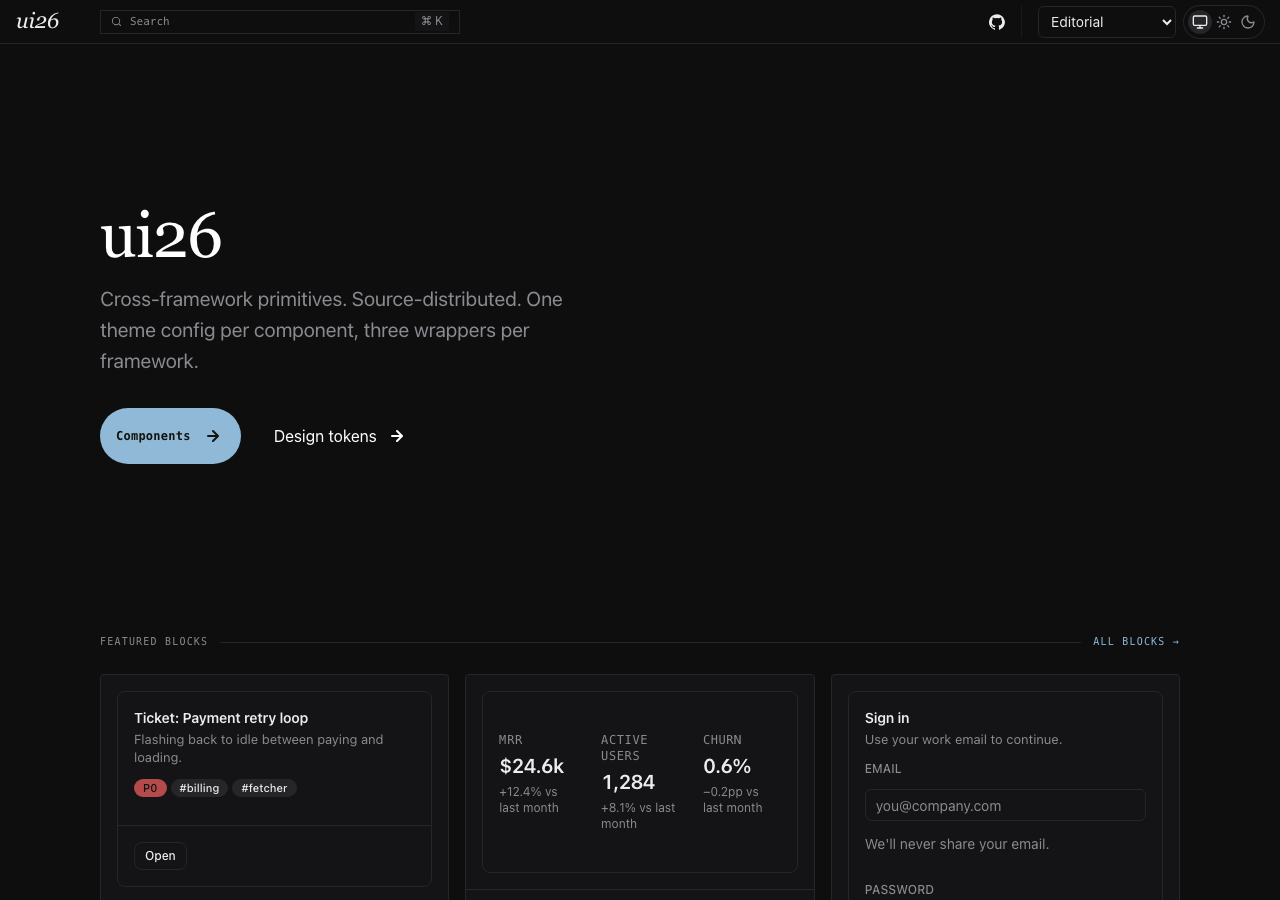 ui26
Search
⌘ K
Editorial
ui26
Cross-framework primitives. Source-distributed. One
theme config per component, three wrappers per
framework.
Components →
Design tokens →
FEATURED BLOCKS
ALL BLOCKS →
Ticket: Payment retry loop
Flashing back to idle between paying and
loading.
P0
#billing
#fetcher
Open
MRR
$24.6k
+12.4% vs
last month
ACTIVE
USERS
1,284
+8.1% vs last
month
CHURN
0.6%
−0.2pp vs
last month
Sign in
Use your work email to continue.
EMAIL
you@company.com
We'll never share your email.
PASSWORD